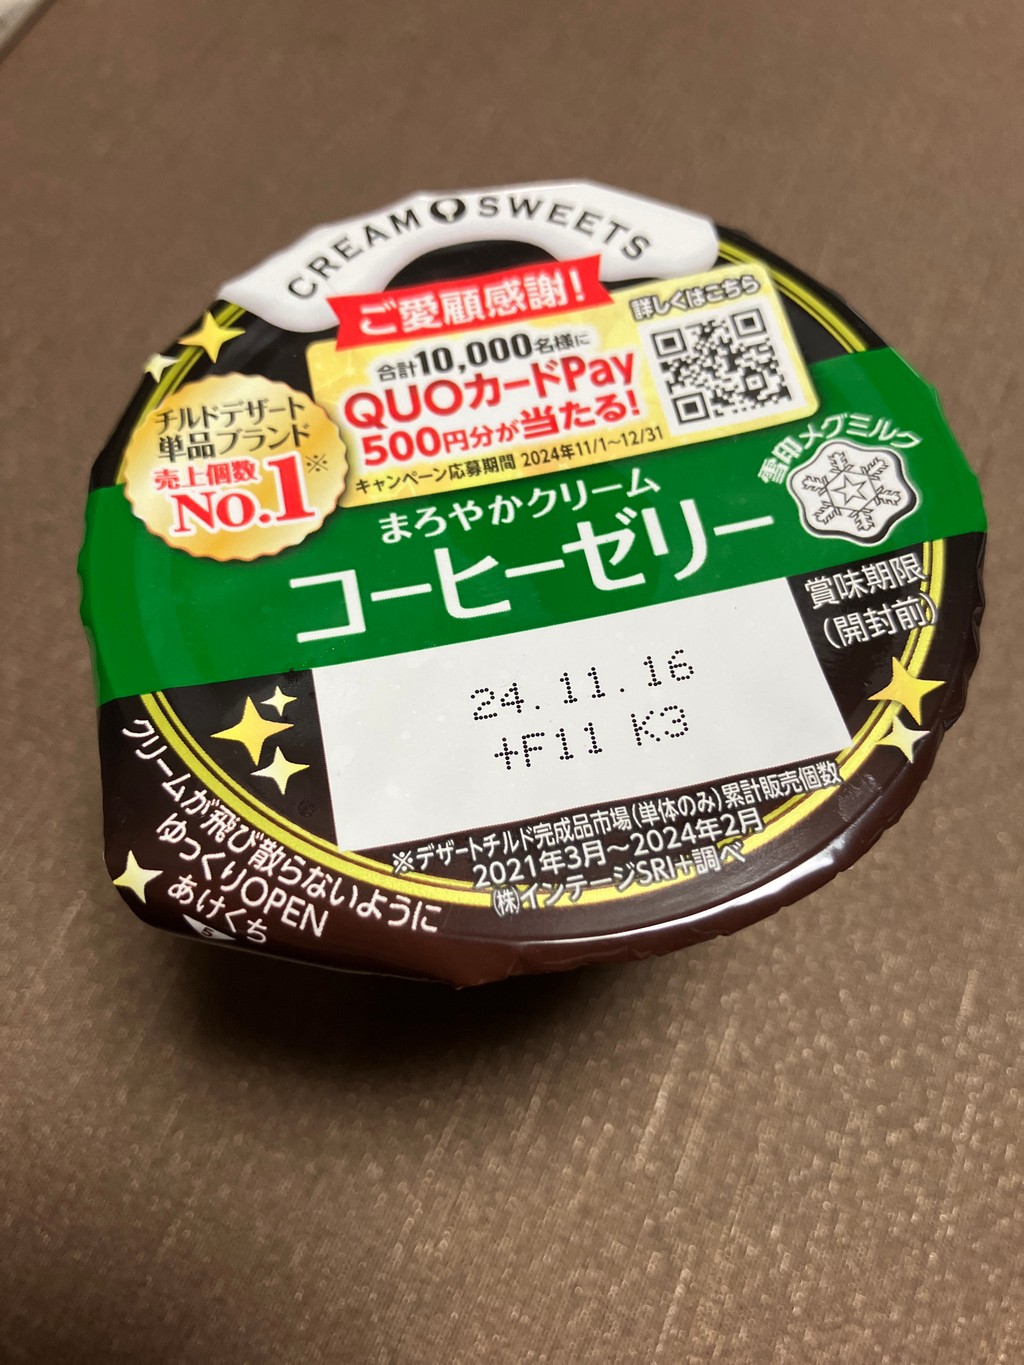 CREAM SWEETS
ご愛顧感謝!
合計10,000名様に
QUOカードPay
500円分が当たる!
キャンペーン応募期間 2024年11/1～12/31
詳しくはこちら
チルドデザート
単品ブランド
売上個数※
No.1
雪印メグミルク
まろやかクリーム
コーヒーゼリー
賞味期限
(開封前)
24.11.16
+F11 K3
※デザートチルド完成品市場(単体のみ)累計販売個数
2021年3月～2024年2月
㈱インテージSRI+調べ
クリームが飛び散らないように
ゆっくりOPEN
あけくち
5